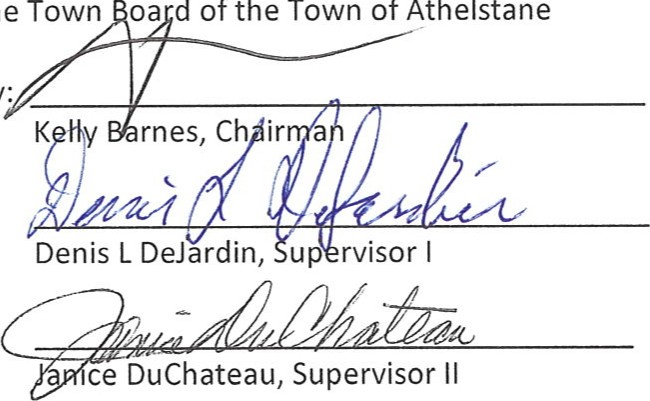 e Town Board of the Town of Athelstane
y:
Kelly Barnes, Chairman
Denis L DeJardin
Denis L DeJardin, Supervisor I
Janice DuChateau
Janice DuChateau, Supervisor II